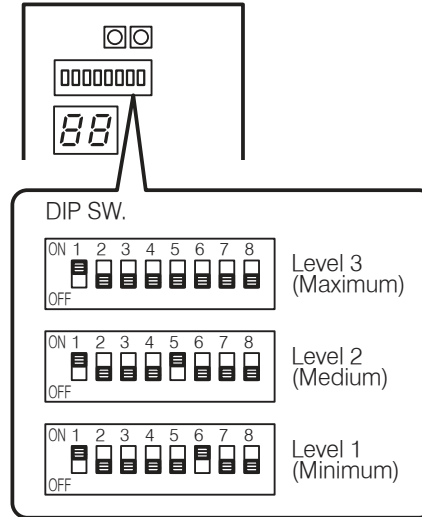 88
DIP SW.
ON 1 2 3 4 5 6 7 8
OFF
Level 3
(Maximum)
ON 1 2 3 4 5 6 7 8
OFF
Level 2
(Medium)
ON 1 2 3 4 5 6 7 8
OFF
Level 1
(Minimum)